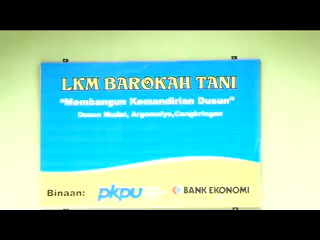 LKM BAROKAH TANI
"Membangun Kemandirian Dusun"
Dusun Mudal, Argomulyo,Cangkringan
Binaan: pkpu BANK EKONOMI